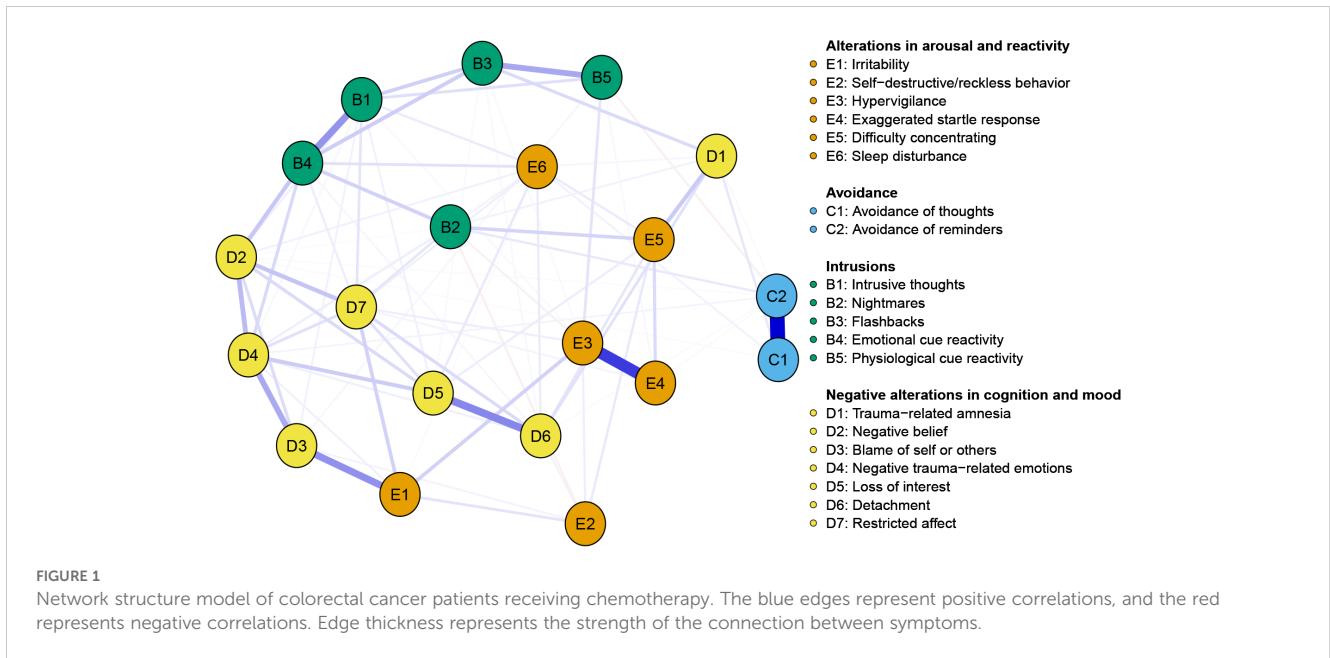 B3
B5
B1
B4
E6
D1
B2
E5
D2
D7
C2
E3
D4
C1
E4
D5
D6
D3
E1
E2
Alterations in arousal and reactivity
E1: Irritability
E2: Self−destructive/reckless behavior
E3: Hypervigilance
E4: Exaggerated startle response
E5: Difficulty concentrating
E6: Sleep disturbance
Avoidance
C1: Avoidance of thoughts
C2: Avoidance of reminders
Intrusions
B1: Intrusive thoughts
B2: Nightmares
B3: Flashbacks
B4: Emotional cue reactivity
B5: Physiological cue reactivity
Negative alterations in cognition and mood
D1: Trauma−related amnesia
D2: Negative belief
D3: Blame of self or others
D4: Negative trauma−related emotions
D5: Loss of interest
D6: Detachment
D7: Restricted affect
FIGURE 1
Network structure model of colorectal cancer patients receiving chemotherapy. The blue edges represent positive correlations, and the red
represents negative correlations. Edge thickness represents the strength of the connection between symptoms.